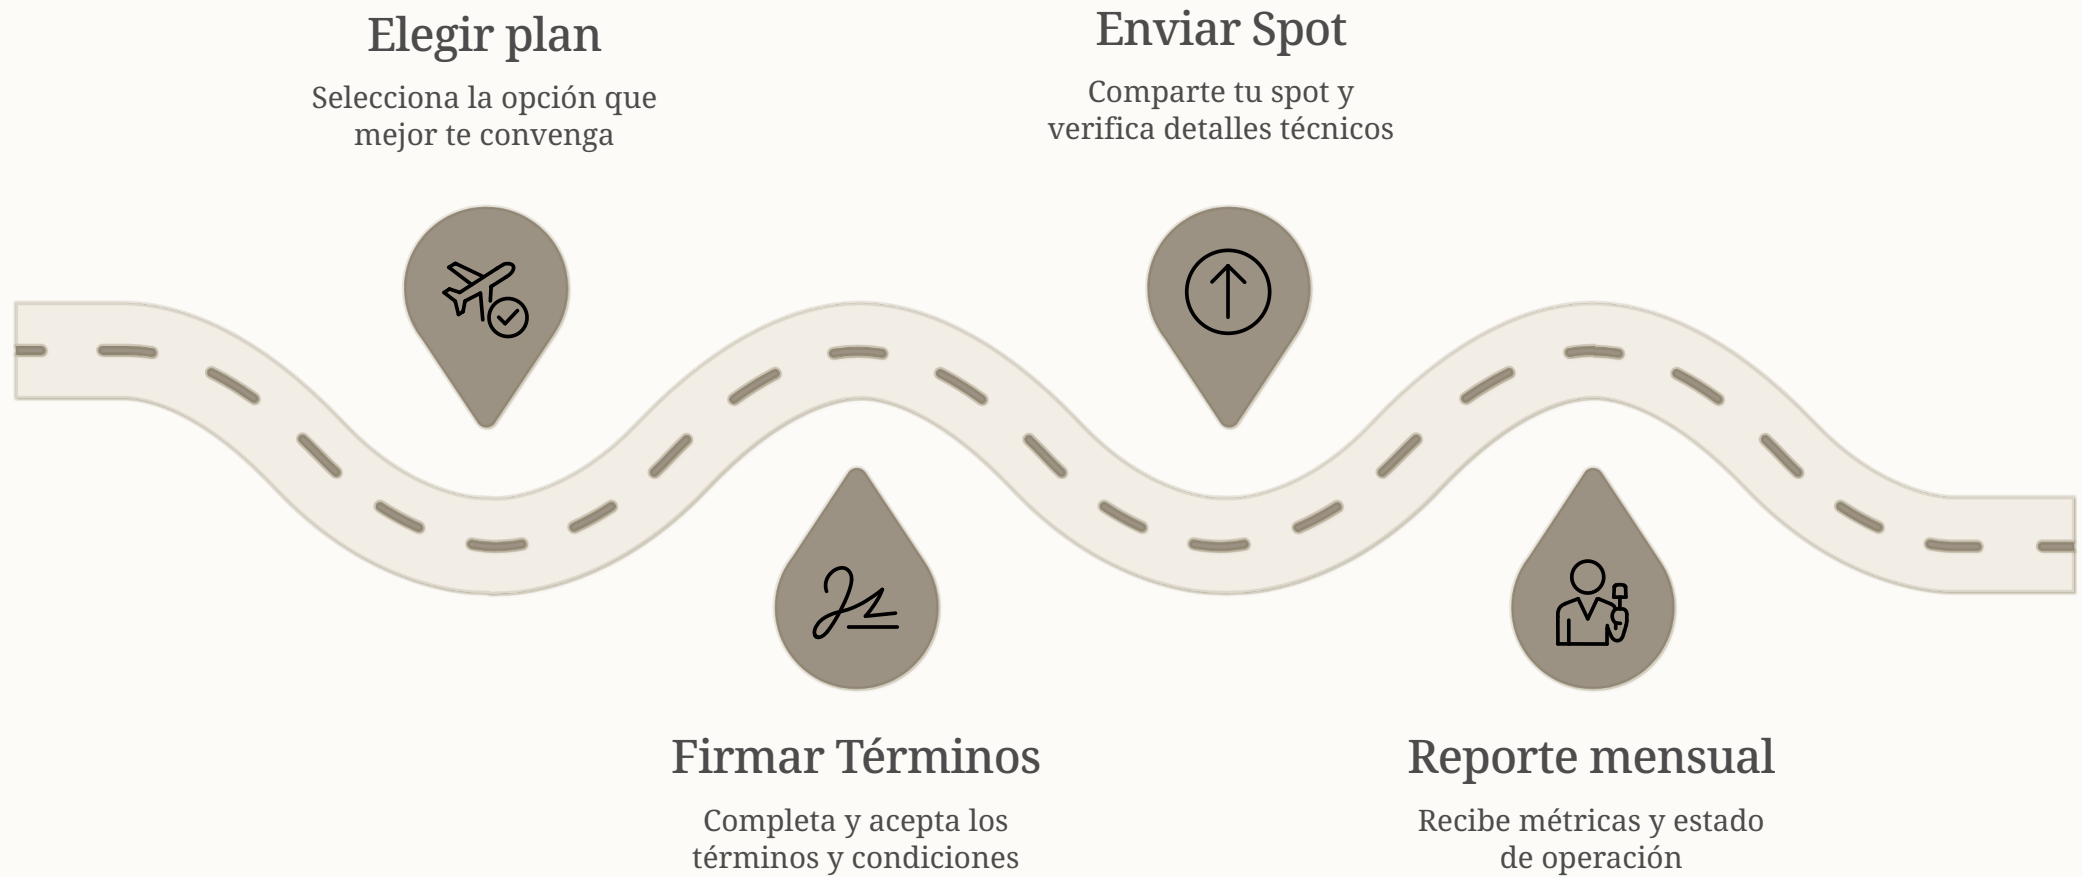 Elegir plan
Selecciona la opción que
mejor te convenga
Enviar Spot
Comparte tu spot y
verifica detalles técnicos
Firmar Términos
Completa y acepta los
términos y condiciones
Reporte mensual
Recibe métricas y estado
de operación